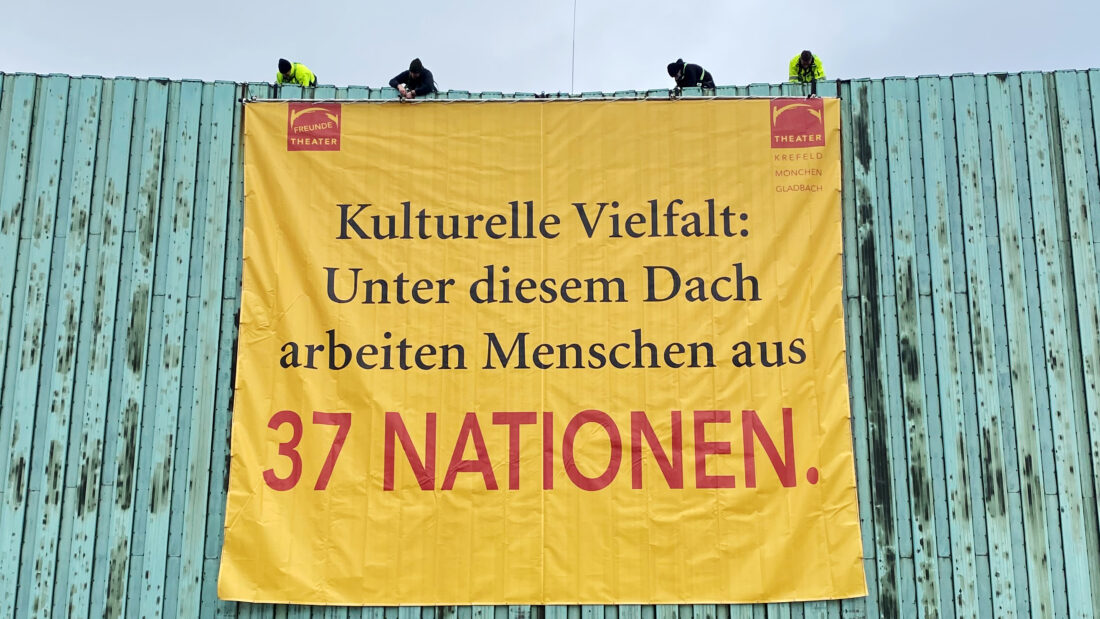 FREUNDE
THEATER
THEATER
KREFELD
MÖNCHEN
GLADBACH
Kulturelle Vielfalt:
Unter diesem Dach
arbeiten Menschen aus
37 NATIONEN.